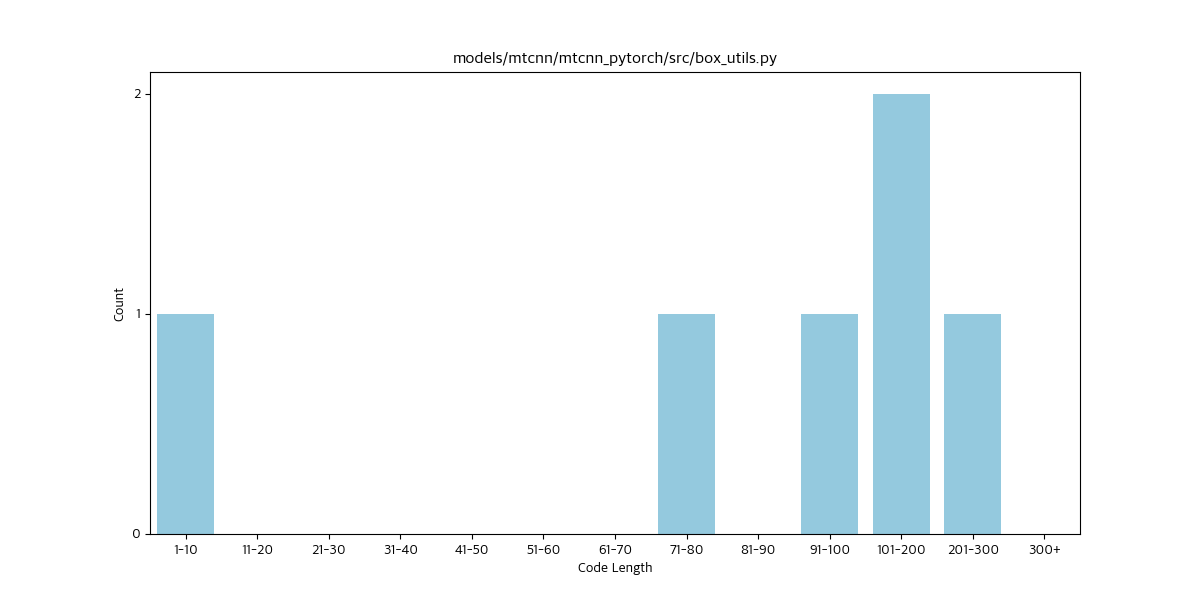 models/mtcnn/mtcnn_pytorch/src/box_utils.py
2
1
0
Count
1-10 11-20 21-30 31-40 41-50 51-60 61-70 71-80 81-90 91-100 101-200 201-300 300+
Code Length